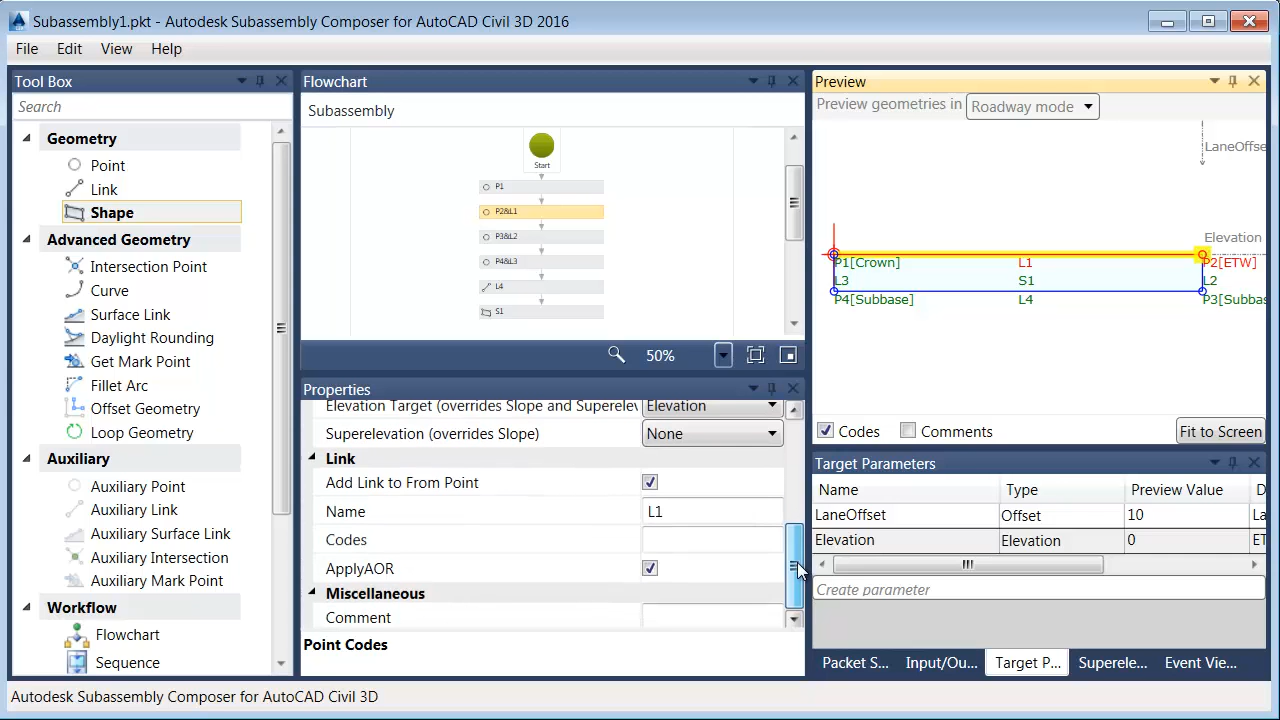 Subassembly1.pkt - Autodesk Subassembly Composer for AutoCAD Civil 3D 2016
File Edit View Help
Tool Box
Search
Geometry
Point
Link
Shape
Advanced Geometry
Intersection Point
Curve
Surface Link
Daylight Rounding
Get Mark Point
Fillet Arc
Offset Geometry
Loop Geometry
Auxiliary
Auxiliary Point
Auxiliary Link
Auxiliary Surface Link
Auxiliary Intersection
Auxiliary Mark Point
Workflow
Flowchart
Sequence
Flowchart
Subassembly
Start
P1
P2&L1
P3&L2
P4&L3
L4
S1
50%
Properties
Elevation Target (overrides Slope and Superelev Elevation
Superelevation (overrides Slope) None
Link
Add Link to From Point
Name L1
Codes
ApplyAOR
Miscellaneous
Comment
Point Codes
Preview
Preview geometries in Roadway mode
LaneOffse
Elevation
P1[Crown] L1 P2[ETW]
L3 S1 L2
P4[Subbase] L4 P3[Subbas
Codes Comments Fit to Screen
Target Parameters
Name Type Preview Value D
LaneOffset Offset 10 La
Elevation Elevation 0 ET
Create parameter
Packet S... Input/Ou... Target P... Superele... Event Vie...
Autodesk Subassembly Composer for AutoCAD Civil 3D